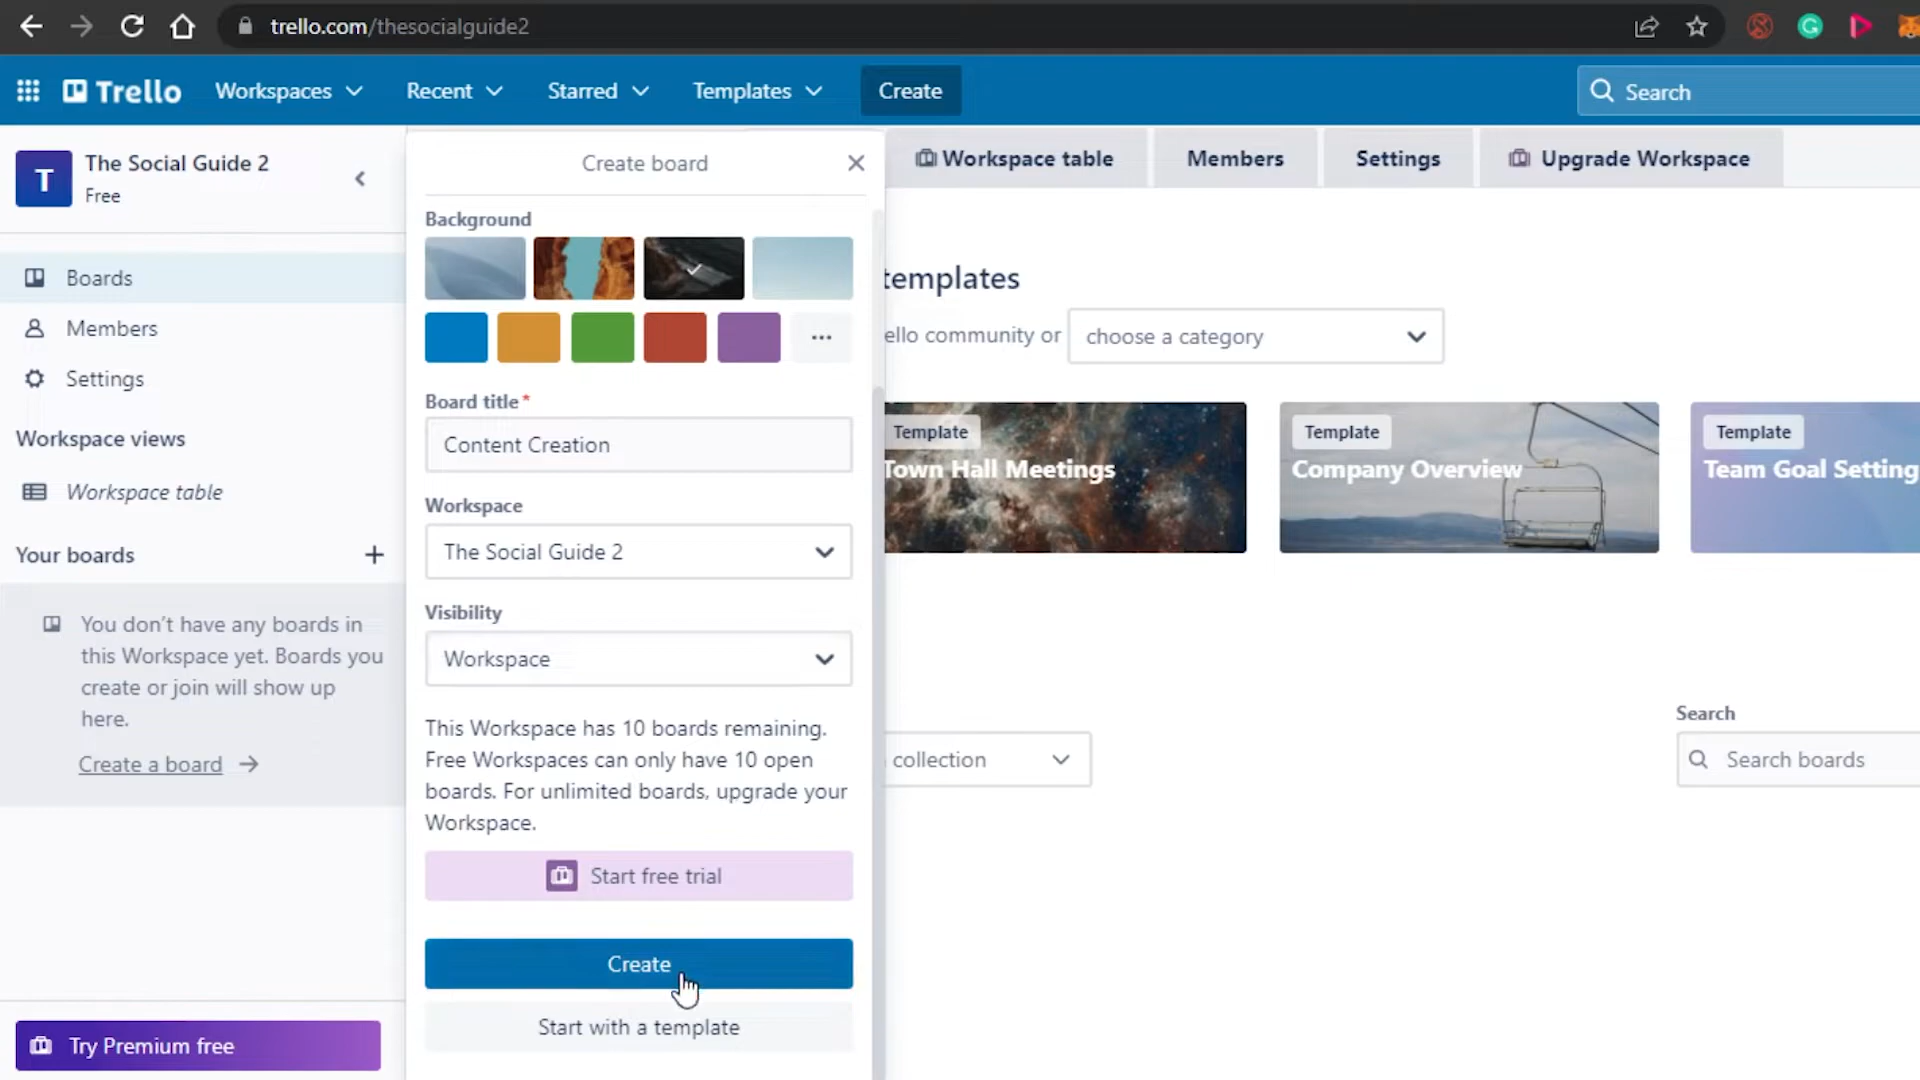 trello.com/thesocialguide2
Trello
Workspaces
Recent
Starred
Templates
Create
Search
T
The Social Guide 2
Free
Boards
Members
Settings
Workspace views
Workspace table
Your boards
You don't have any boards in
this Workspace yet. Boards you
create or join will show up
here.
Create a board
Try Premium free
Create board
Background
Board title*
Content Creation
Workspace
The Social Guide 2
Visibility
Workspace
This Workspace has 10 boards remaining.
Free Workspaces can only have 10 open
boards. For unlimited boards, upgrade your
Workspace.
Start free trial
Create
Start with a template
Workspace table
Members
Settings
Upgrade Workspace
templates
ello community or
choose a category
Template
Town Hall Meetings
Template
Company Overview
Template
Team Goal Setting
collection
Search
Search boards